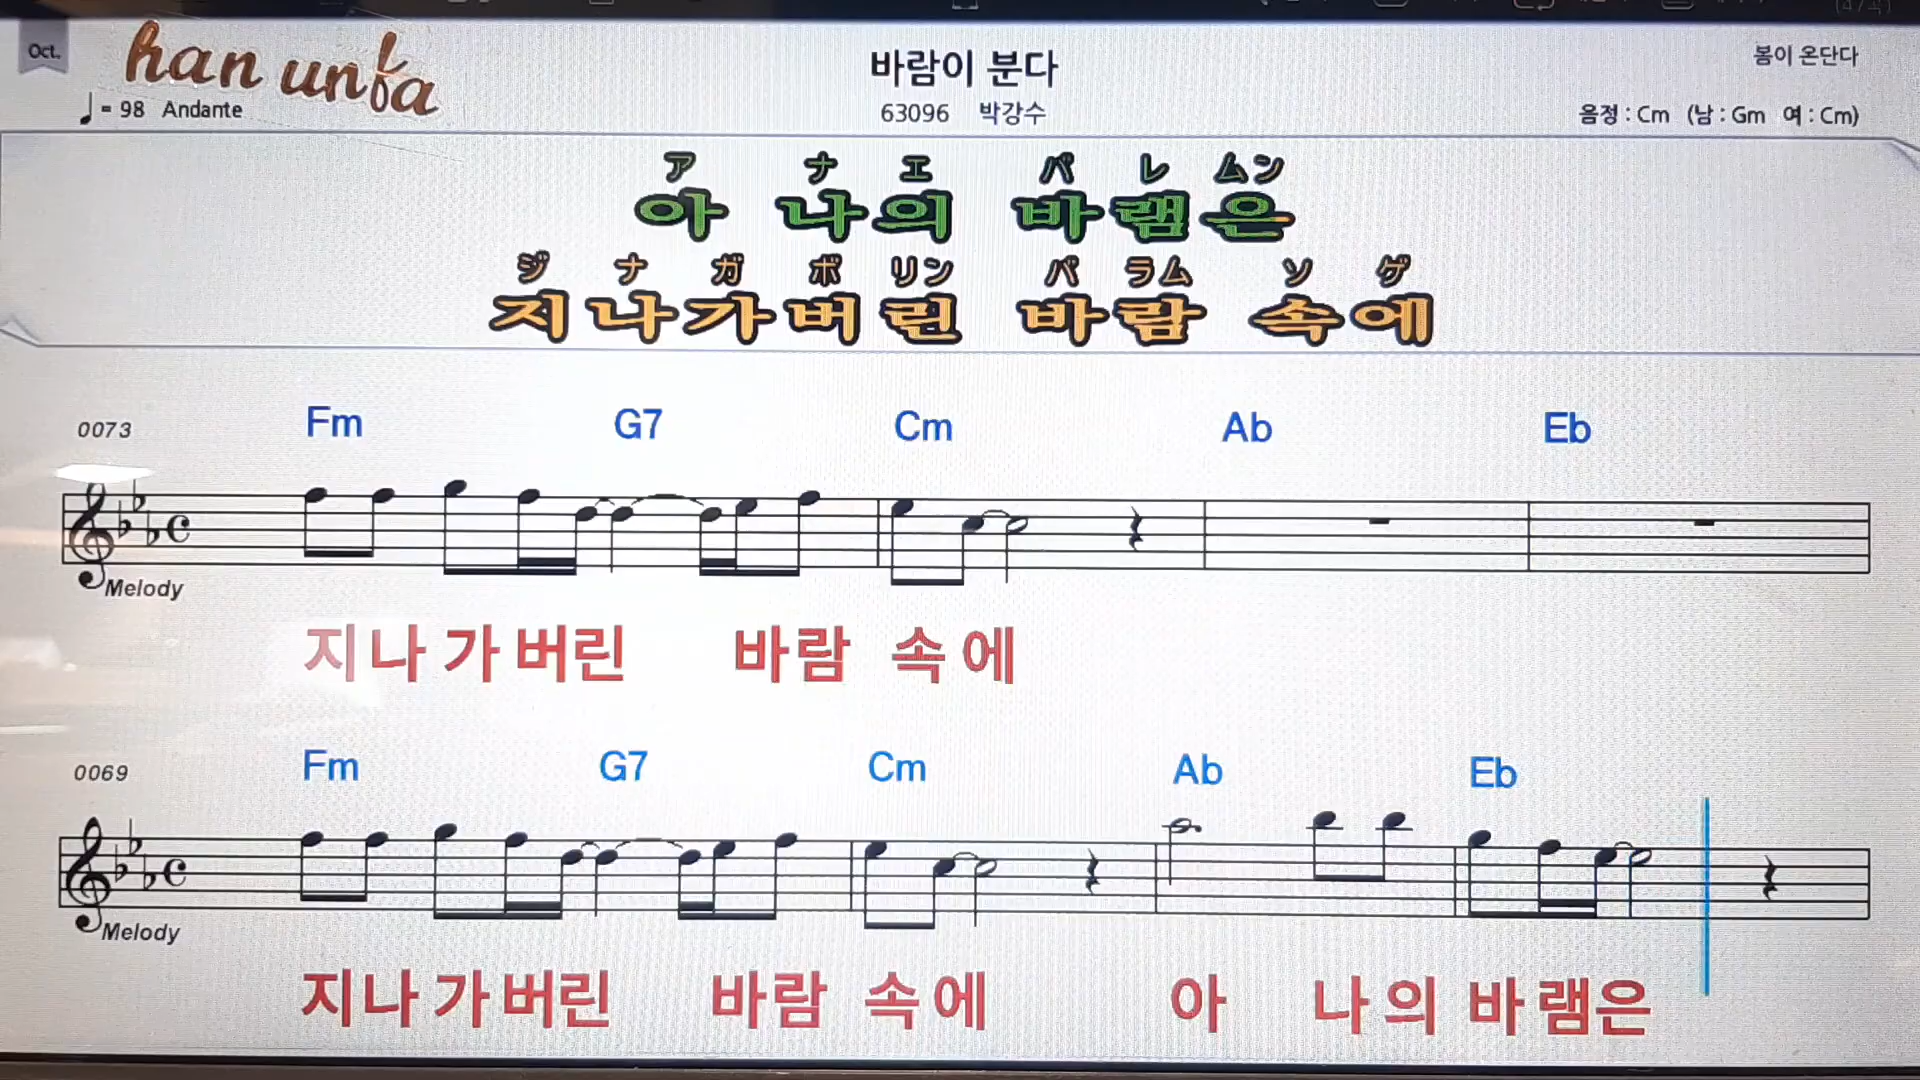 Oct.
han unba
바람이 분다
봄이 온단다
= 98 Andante
63096 박강수
음정 : Cm (남 : Gm 여 : Cm)
ア ナ エ バ レ ムン
아 나의 바램은
ジ ナ ガ ボ リン バ ラム ソ ゲ
지나가버린 바람 속에
0073 Fm G7 Cm Ab Eb
Melody
지나가버린 바람 속에
0069 Fm G7 Cm Ab Eb
Melody
지나가버린 바람 속에 아 나의 바램은